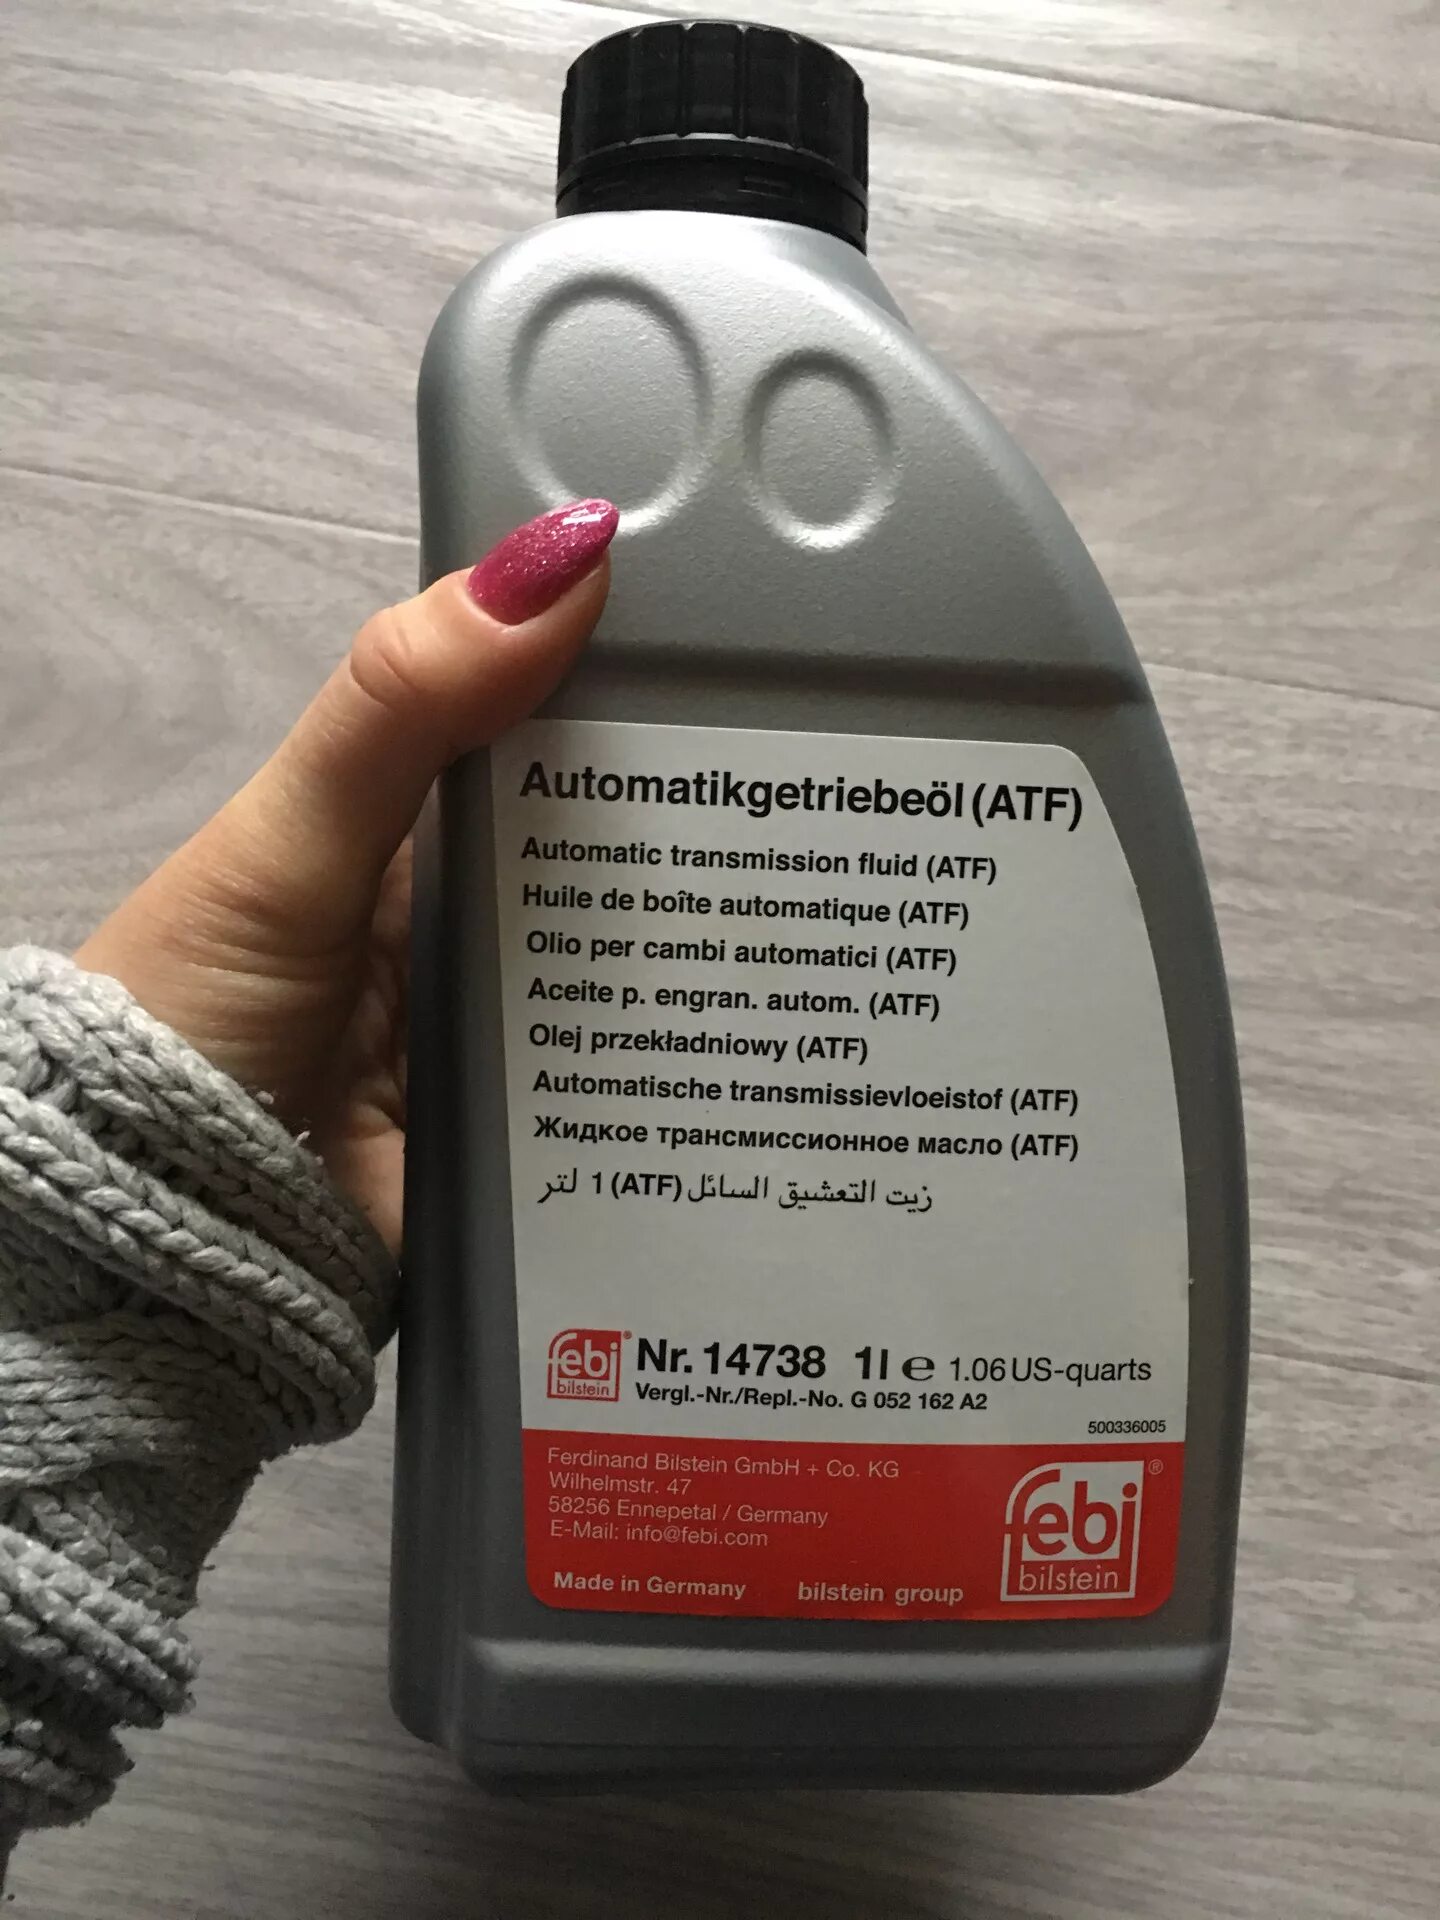 Automatikgetriebeöl (ATF)
Automatic transmission fluid (ATF)
Huile de boîte automatique (ATF)
Olio per cambi automatici (ATF)
Aceite p. engran. autom. (ATF)
Olej przekładniowy (ATF)
Automatische transmissievloeistof (ATF)
Жидкое трансмиссионное масло (ATF)
زيت التعشيق السائل (ATF) 1 لتر
febi® Nr. 14738 1l e 1.06 US-quarts
bilstein Vergl.-Nr./Repl.-No. G 052 162 A2
500336005
Ferdinand Bilstein GmbH + Co. KG
Wilhelmstr. 47
58256 Ennepetal / Germany
E-Mail: info@febi.com
Made in Germany bilstein group
febi®
bilstein